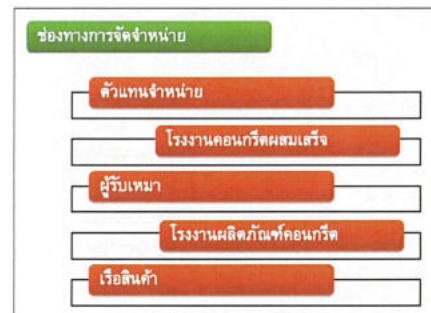 ช่องทางการจัดจำหน่าย
ตัวแทนจำหน่าย
โรงงานคอนกรีตผสมเสร็จ
ผู้รับเหมา
โรงงานผลิตภัณฑ์คอนกรีต
เรือสินค้า